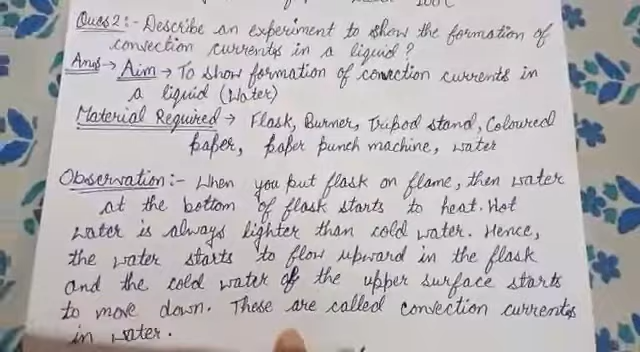 Ques 2:- Describe an experiment to show the formation of
convection currents in a liquid?
Ans→ Aim → To show formation of convection currents in
a liquid (Water)
Material Required → Flask, Burner, Tripod stand, Coloured
paper, paper punch machine, water
Observation:- When you put flask on flame, then water
at the bottom of flask starts to heat. Hot
water is always lighter than cold water. Hence,
the water starts to flow upward in the flask
and the cold water of the upper surface starts
to move down. These are called convection currents
in water.